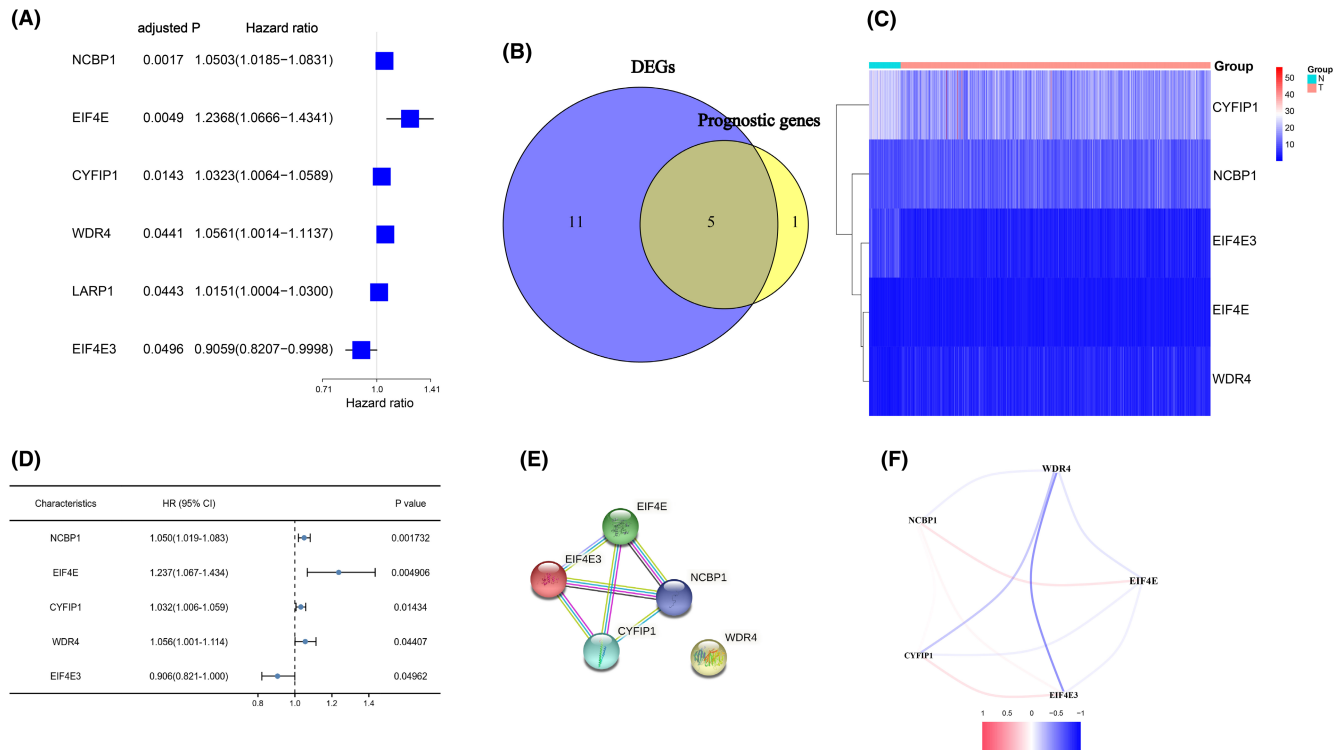 (A)
adjusted P Hazard ratio
NCBP1 0.0017 1.0503(1.0185−1.0831)
EIF4E 0.0049 1.2368(1.0666−1.4341)
CYFIP1 0.0143 1.0323(1.0064−1.0589)
WDR4 0.0441 1.0561(1.0014−1.1137)
LARP1 0.0443 1.0151(1.0004−1.0300)
EIF4E3 0.0496 0.9059(0.8207−0.9998)
0.71 1.0 1.41
Hazard ratio
(B)
DEGs
Prognostic genes
11 5 1
(C)
Group
CYFIP1
NCBP1
EIF4E3
EIF4E
WDR4
50
40
30
20
10
Group
N
T
(D)
Characteristics HR (95% CI) P value
NCBP1 1.050(1.019-1.083) 0.001732
EIF4E 1.237(1.067-1.434) 0.004906
CYFIP1 1.032(1.006-1.059) 0.01434
WDR4 1.056(1.001-1.114) 0.04407
EIF4E3 0.906(0.821-1.000) 0.04962
0.8 1.0 1.2 1.4
(E)
EIF4E
EIF4E3
NCBP1
CYFIP1
WDR4
(F)
WDR4
NCBP1
EIF4E
CYFIP1
EIF4E3
1 0.5 0 −0.5 −1